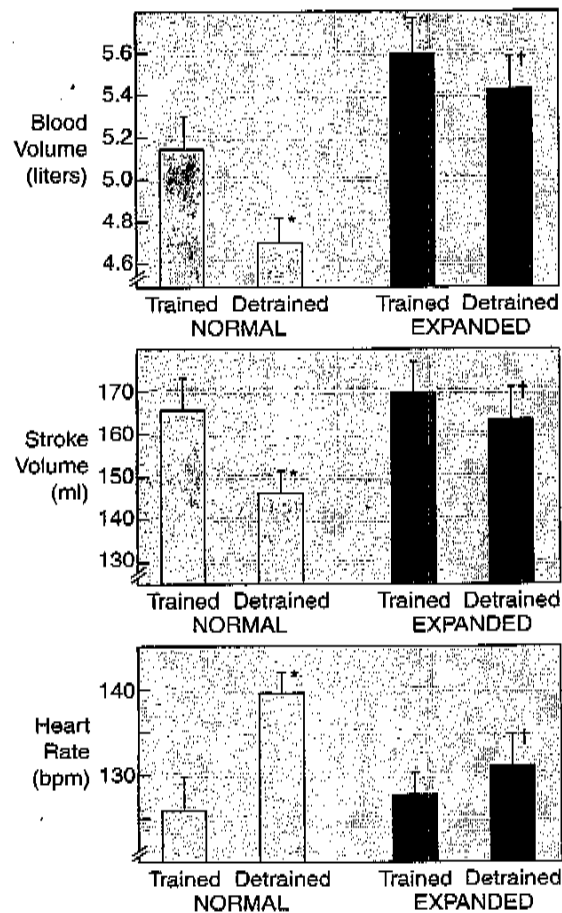 5.6
5.4
5.2
5.0
4.8
4.6
Blood
Volume
(liters)
*
†
Trained Detrained Trained Detrained
NORMAL EXPANDED
170
160
150
140
130
Stroke
Volume
(ml)
*
†
Trained Detrained Trained Detrained
NORMAL EXPANDED
140
130
Heart
Rate
(bpm)
*
†
Trained Detrained Trained Detrained
NORMAL EXPANDED